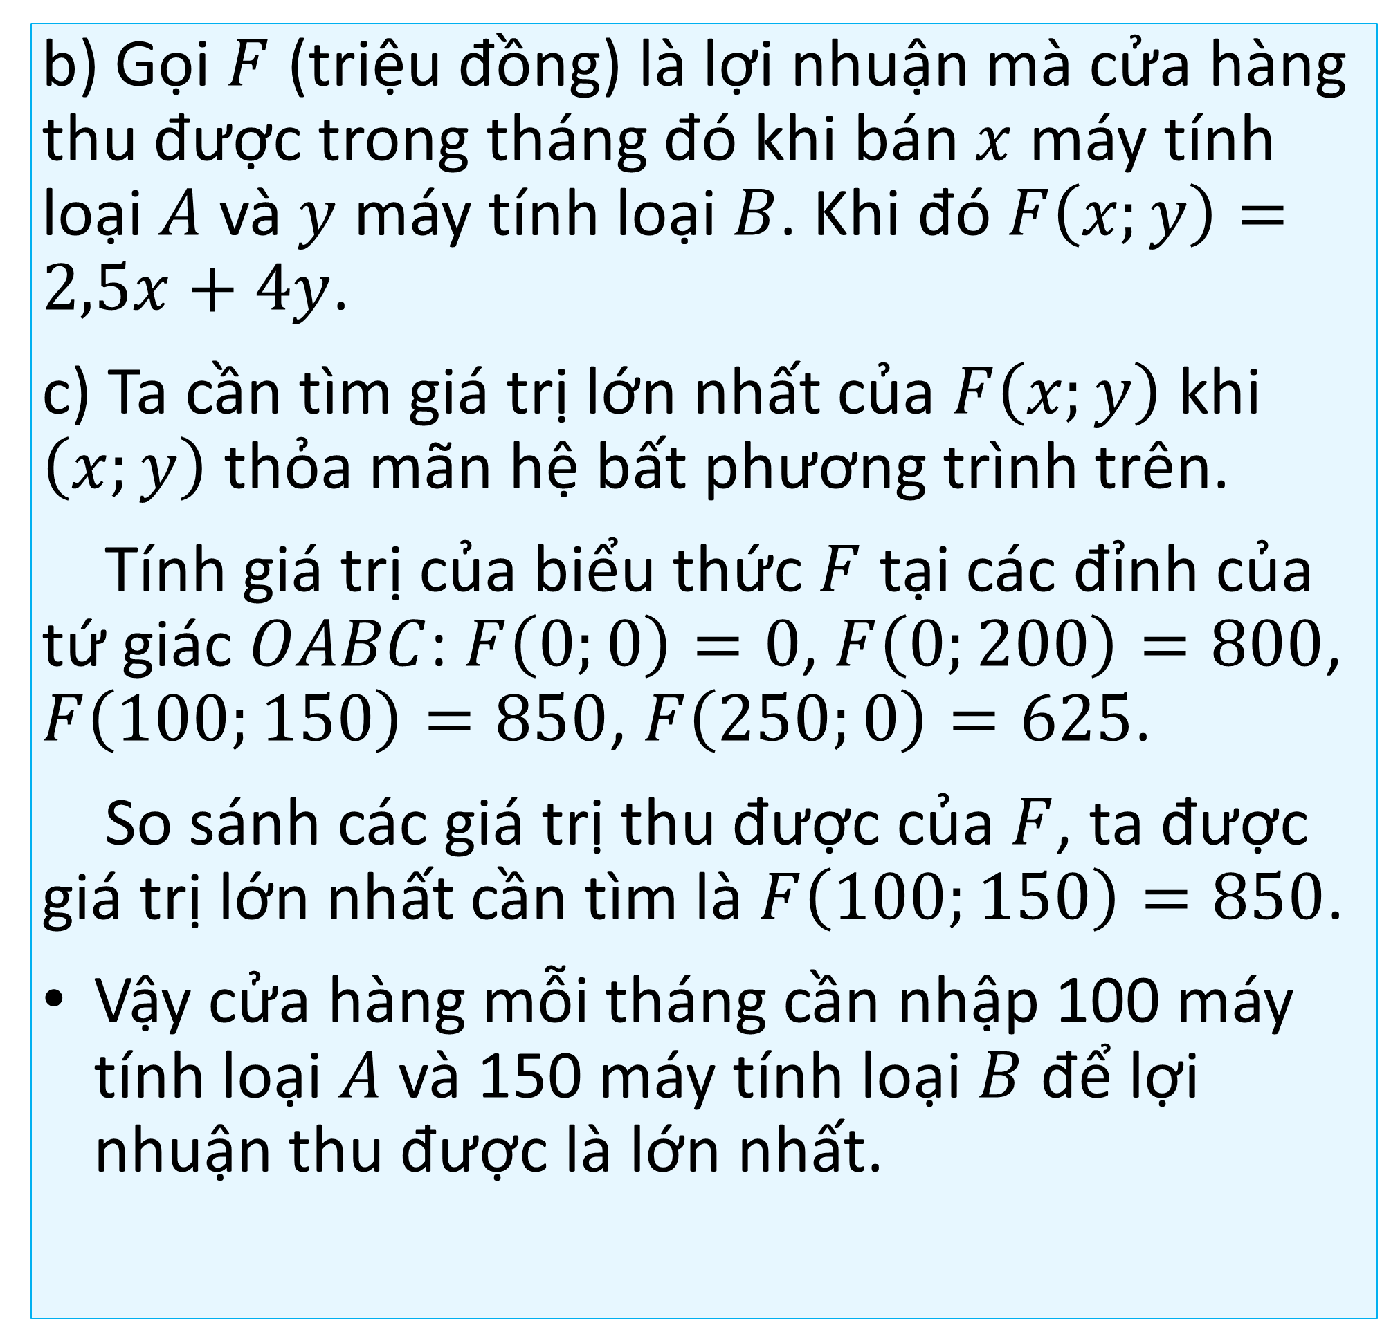 b) Gọi F (triệu đồng) là lợi nhuận mà cửa hàng
thu được trong tháng đó khi bán x máy tính
loại A và y máy tính loại B. Khi đó F(x; y) =
2,5x + 4y.
c) Ta cần tìm giá trị lớn nhất của F(x; y) khi
(x; y) thỏa mãn hệ bất phương trình trên.
Tính giá trị của biểu thức F tại các đỉnh của
tứ giác OABC: F(0; 0) = 0, F(0; 200) = 800,
F(100; 150) = 850, F(250; 0) = 625.
So sánh các giá trị thu được của F, ta được
giá trị lớn nhất cần tìm là F(100; 150) = 850.
• Vậy cửa hàng mỗi tháng cần nhập 100 máy
tính loại A và 150 máy tính loại B để lợi
nhuận thu được là lớn nhất.